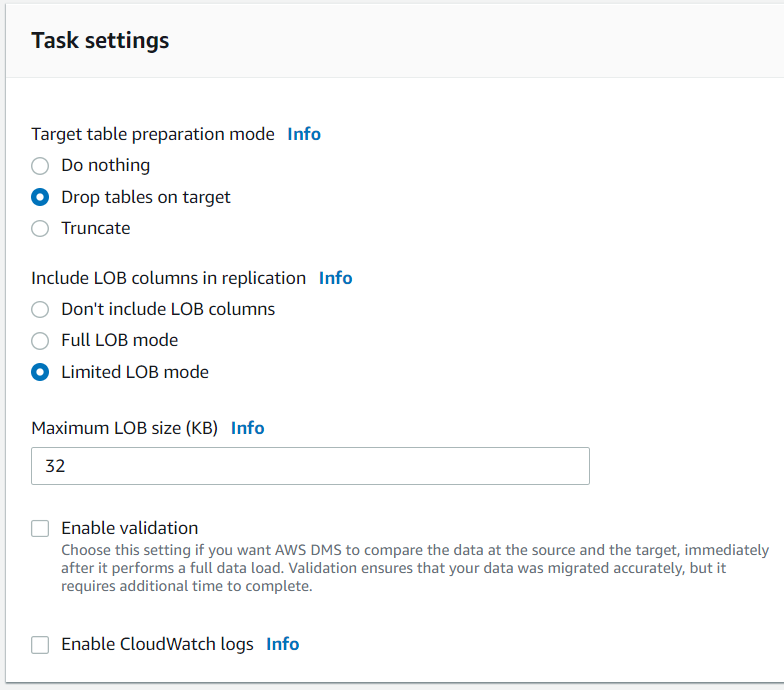 Task settings
Target table preparation mode Info
Do nothing
Drop tables on target
Truncate
Include LOB columns in replication Info
Don't include LOB columns
Full LOB mode
Limited LOB mode
Maximum LOB size (KB) Info
32
Enable validation
Choose this setting if you want AWS DMS to compare the data at the source and the target, immediately
after it performs a full data load. Validation ensures that your data was migrated accurately, but it
requires additional time to complete.
Enable CloudWatch logs Info